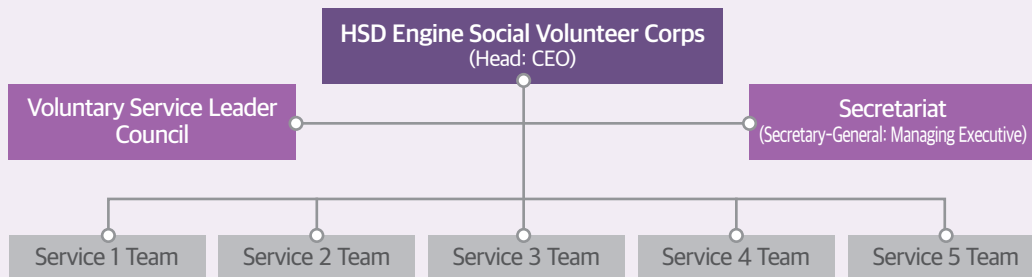 HSD Engine Social Volunteer Corps
(Head: CEO)
Voluntary Service Leader
Council
Secretariat
(Secretary-General: Managing Executive)
Service 1 Team
Service 2 Team
Service 3 Team
Service 4 Team
Service 5 Team